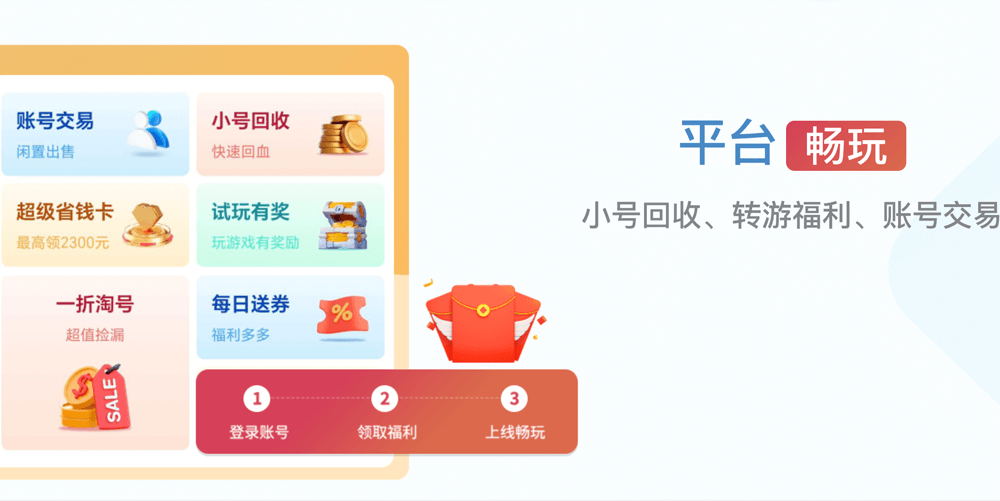 账号交易
闲置出售
小号回收
快速回血
超级省钱卡
最高领2300元
试玩有奖
玩游戏有奖励
一折淘号
超值捡漏
SALE
每日送券
福利多多
%
1
2
3
登录账号
领取福利
上线畅玩
平台 畅玩
小号回收、转游福利、账号交易